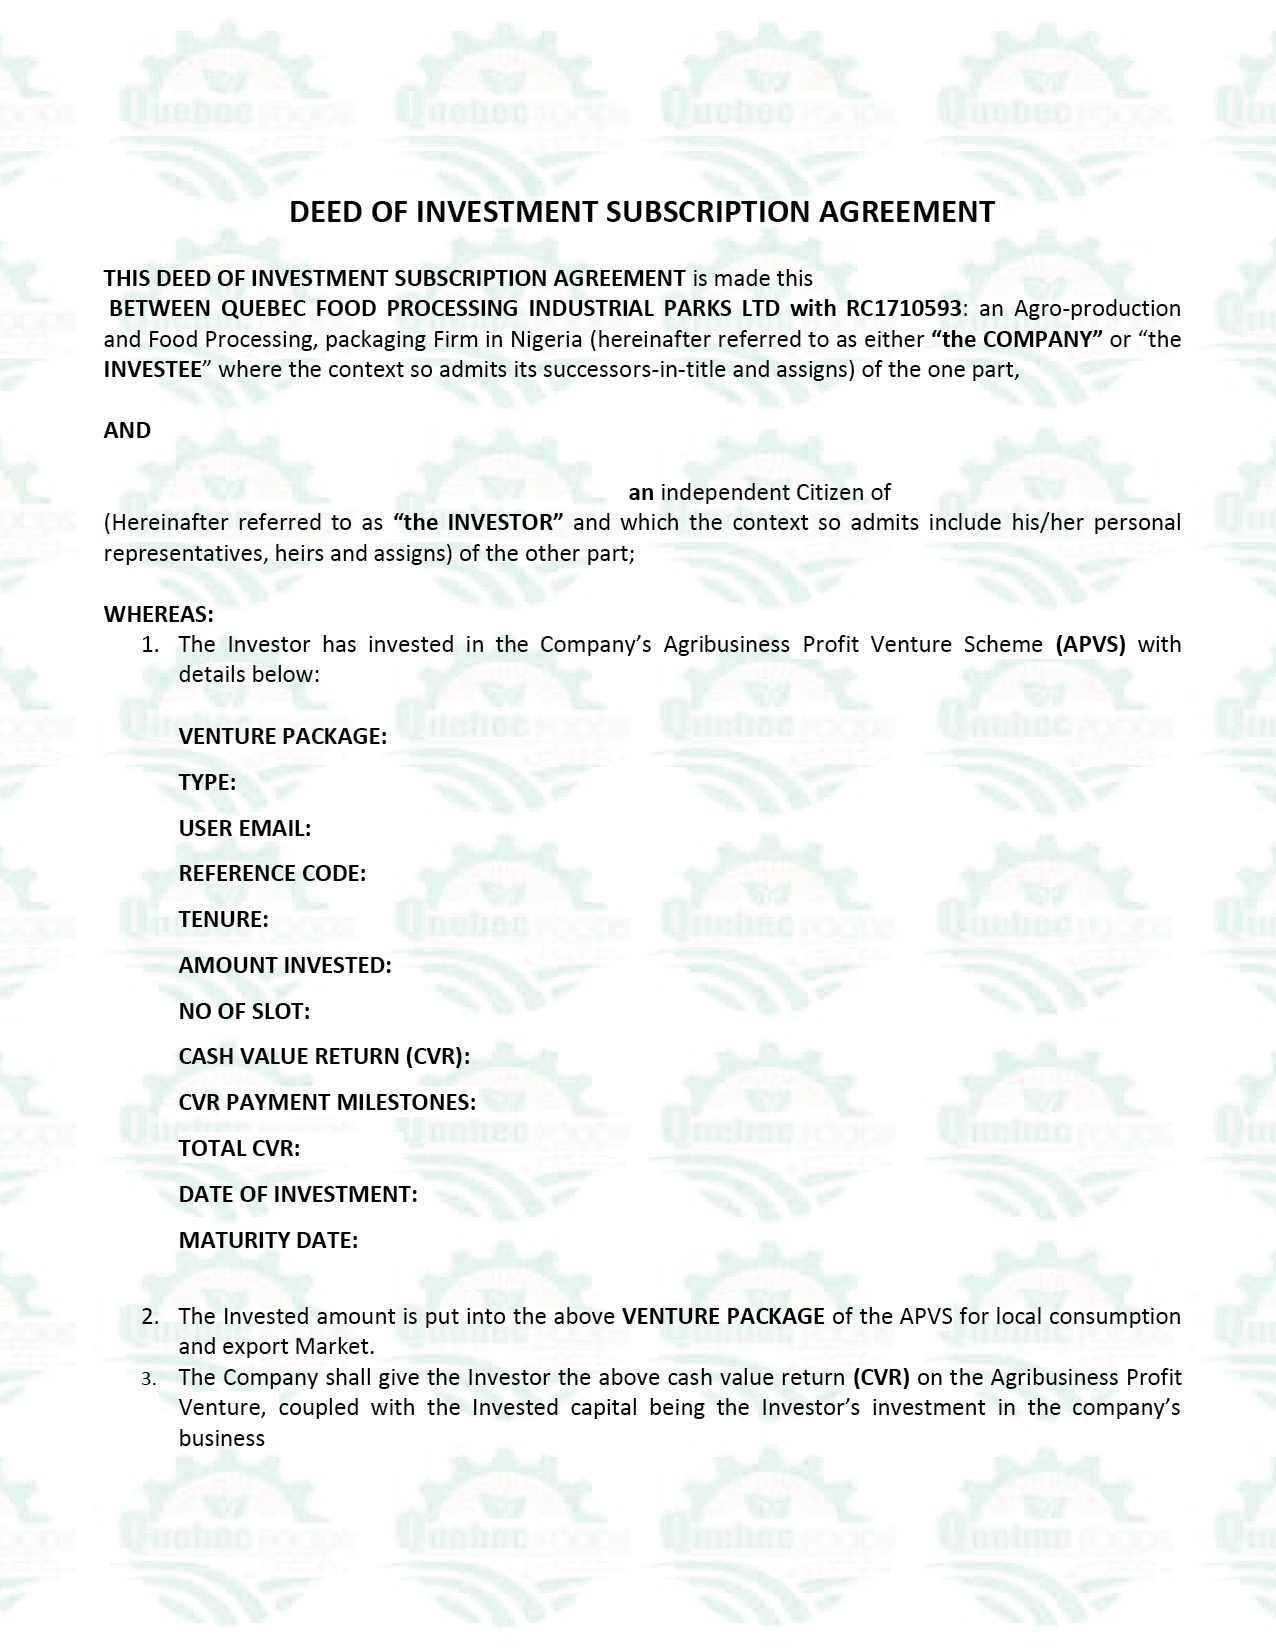 DEED OF INVESTMENT SUBSCRIPTION AGREEMENT
THIS DEED OF INVESTMENT SUBSCRIPTION AGREEMENT is made this
BETWEEN QUEBEC FOOD PROCESSING INDUSTRIAL PARKS LTD with RC1710593: an Agro-production
and Food Processing, packaging Firm in Nigeria (hereinafter referred to as either “the COMPANY” or “the
INVESTEE” where the context so admits its successors-in-title and assigns) of the one part,
AND
an independent Citizen of
(Hereinafter referred to as “the INVESTOR” and which the context so admits include his/her personal
representatives, heirs and assigns) of the other part;
WHEREAS:
1. The Investor has invested in the Company’s Agribusiness Profit Venture Scheme (APVS) with
details below:
VENTURE PACKAGE:
TYPE:
USER EMAIL:
REFERENCE CODE:
TENURE:
AMOUNT INVESTED:
NO OF SLOT:
CASH VALUE RETURN (CVR):
CVR PAYMENT MILESTONES:
TOTAL CVR:
DATE OF INVESTMENT:
MATURITY DATE:
2. The Invested amount is put into the above VENTURE PACKAGE of the APVS for local consumption
and export Market.
3. The Company shall give the Investor the above cash value return (CVR) on the Agribusiness Profit
Venture, coupled with the Invested capital being the Investor’s investment in the company’s
business